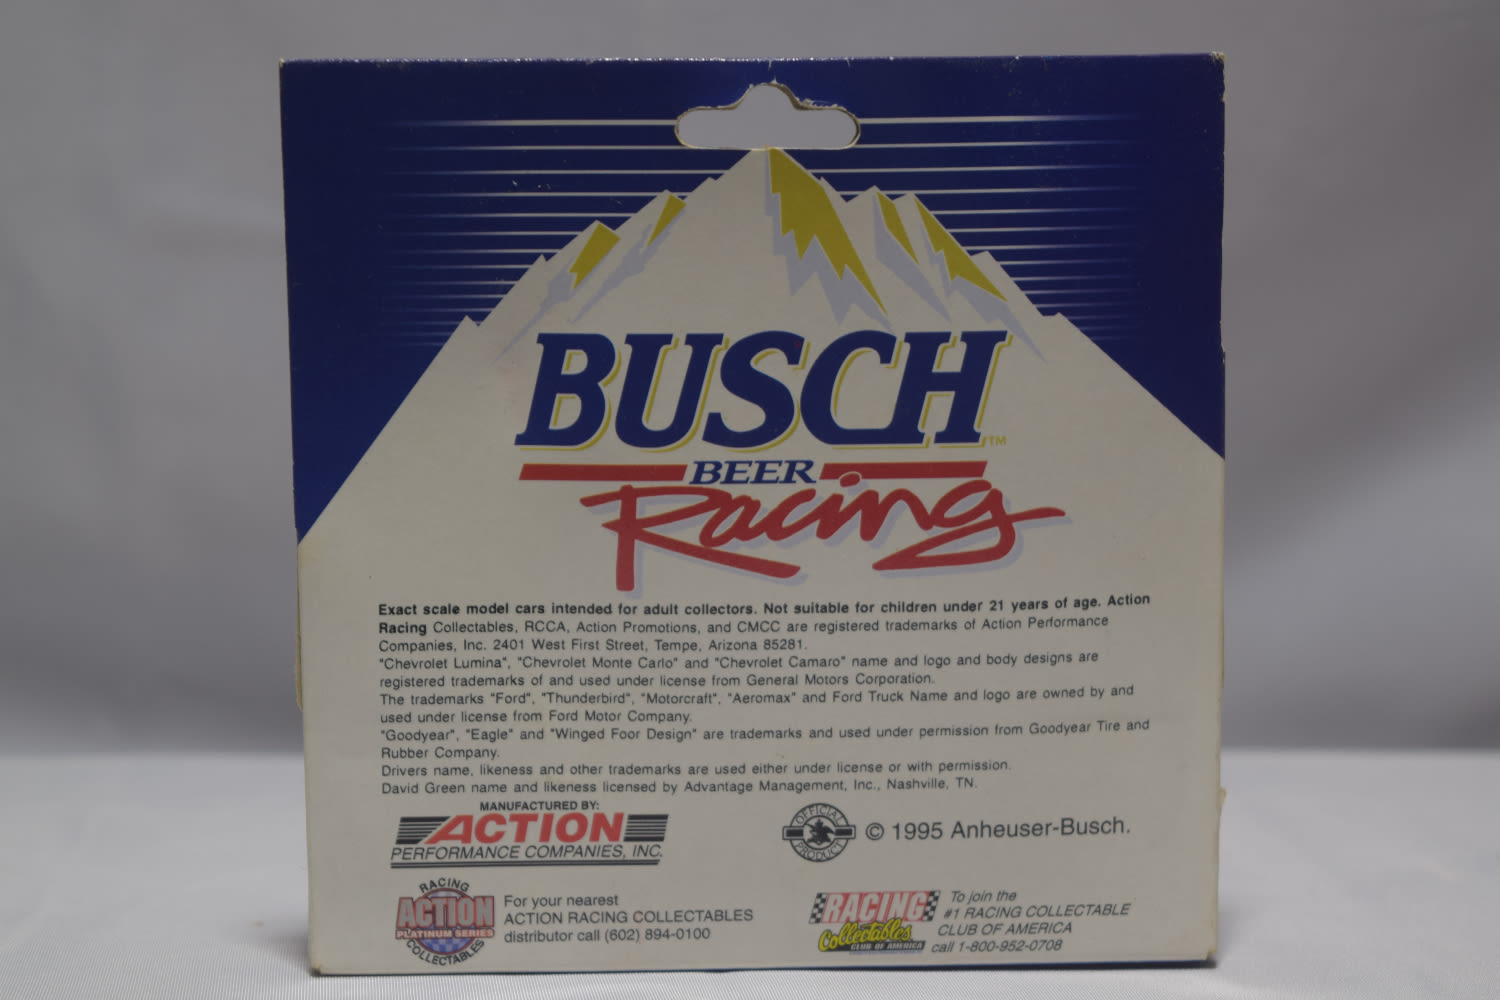 BUSCH™
BEER
Racing
Exact scale model cars intended for adult collectors. Not suitable for children under 21 years of age. Action
Racing Collectables, RCCA, Action Promotions, and CMCC are registered trademarks of Action Performance
Companies, Inc. 2401 West First Street, Tempe, Arizona 85281.
"Chevrolet Lumina", "Chevrolet Monte Carlo" and "Chevrolet Camaro" name and logo and body designs are
registered trademarks of and used under license from General Motors Corporation.
The trademarks "Ford", "Thunderbird", "Motorcraft", "Aeromax" and Ford Truck Name and logo are owned by and
used under license from Ford Motor Company.
"Goodyear", "Eagle" and "Winged Foor Design" are trademarks and used under permission from Goodyear Tire and
Rubber Company.
Drivers name, likeness and other trademarks are used either under license or with permission.
David Green name and likeness licensed by Advantage Management, Inc., Nashville, TN.
MANUFACTURED BY:
ACTION
PERFORMANCE COMPANIES, INC.
OFFICIAL
PRODUCT
© 1995 Anheuser-Busch.
RACING
ACTION
PLATINUM SERIES
COLLECTABLES
For your nearest
ACTION RACING COLLECTABLES
distributor call (602) 894-0100
RACING
Collectables
CLUB OF AMERICA
To join the
#1 RACING COLLECTABLE
CLUB OF AMERICA
call 1-800-952-0708